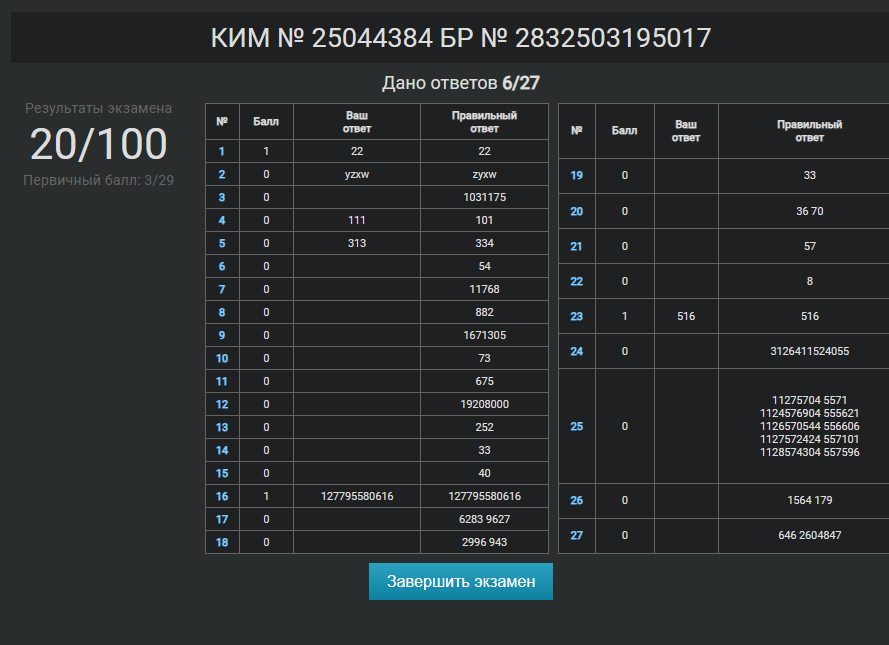 КИМ № 25044384 БР № 2832503195017
Дано ответов 6/27
Результаты экзамена
20/100
Первичный балл: 3/29
№ Балл Ваш ответ Правильный ответ
1 1 22 22
2 0 yzxw zyxw
3 0 1031175
4 0 111 101
5 0 313 334
6 0 54
7 0 11768
8 0 882
9 0 1671305
10 0 73
11 0 675
12 0 19208000
13 0 252
14 0 33
15 0 40
16 1 127795580616 127795580616
17 0 6283 9627
18 0 2996 943
№ Балл Ваш ответ Правильный ответ
19 0 33
20 0 36 70
21 0 57
22 0 8
23 1 516 516
24 0 3126411524055
25 0 11275704 5571
1124576904 555621
1126570544 556606
1127572424 557101
1128574304 557596
26 0 1564 179
27 0 646 2604847
Завершить экзамен